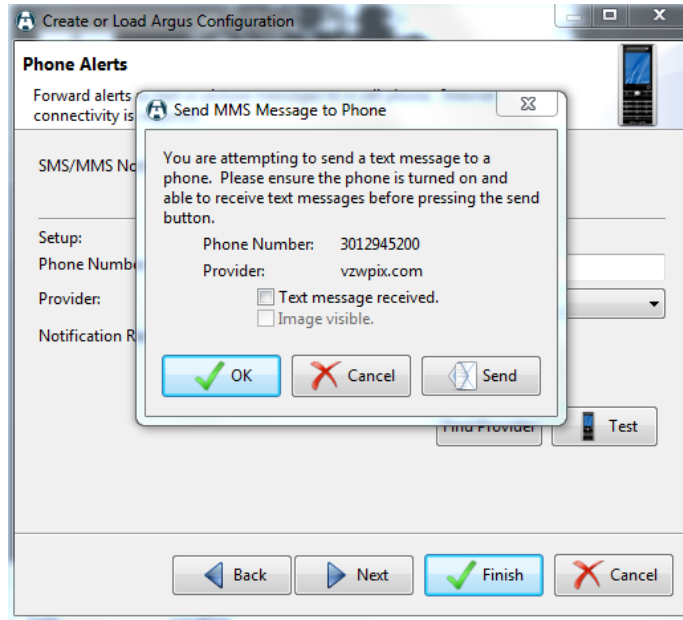 Create or Load Argus Configuration
Phone Alerts
Forward alerts
connectivity is
Send MMS Message to Phone
You are attempting to send a text message to a
phone. Please ensure the phone is turned on and
able to receive text messages before pressing the send
button.
Phone Number: 3012945200
Provider: vzwpix.com
Text message received.
Image visible.
OK Cancel Send
SMS/MMS No
Setup:
Phone Numb
Provider:
Notification R
Find Provider Test
Back Next Finish Cancel